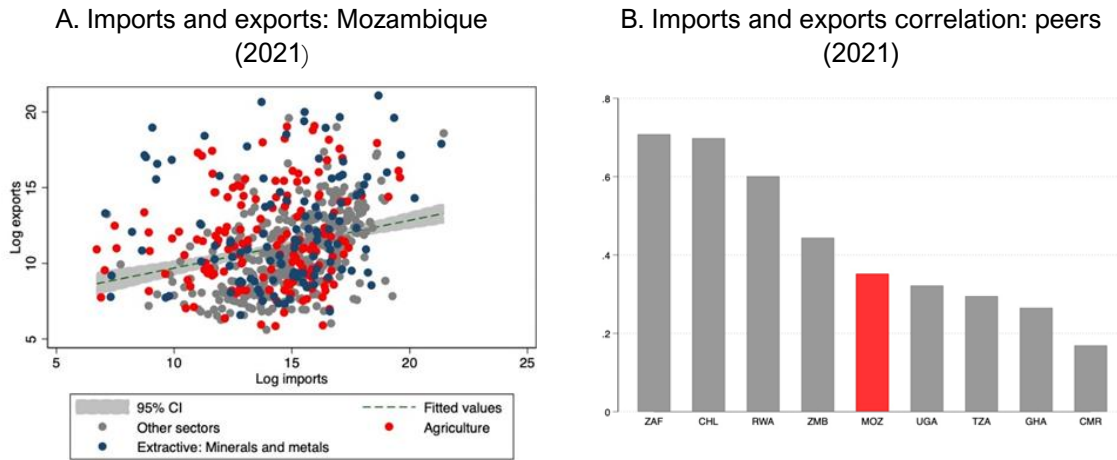 A. Imports and exports: Mozambique
(2021)
B. Imports and exports correlation: peers
(2021)
Log exports
20
15
10
5
5 10 15 20 25
Log imports
95% CI
Fitted values
Other sectors
Agriculture
Extractive: Minerals and metals
.8
.6
.4
.2
0
ZAF CHL RWA ZMB MOZ UGA TZA GHA CMR